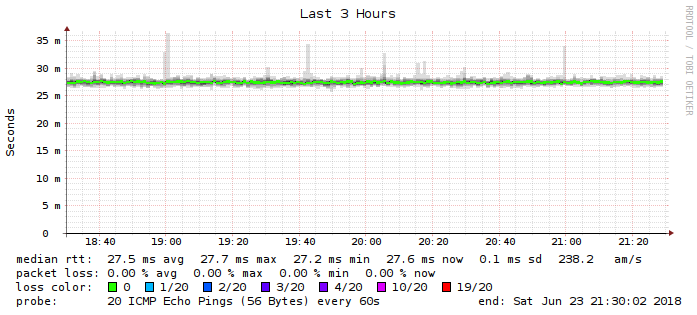 Last 3 Hours
RRDTOOL / TOBI OETIKER
Seconds
35 m
30 m
25 m
20 m
15 m
10 m
5 m
0
18:40 19:00 19:20 19:40 20:00 20:20 20:40 21:00 21:20
median rtt: 27.5 ms avg 27.7 ms max 27.2 ms min 27.6 ms now 0.1 ms sd 238.2 am/s
packet loss: 0.00 % avg 0.00 % max 0.00 % min 0.00 % now
loss color: 0 1/20 2/20 3/20 4/20 10/20 19/20
probe: 20 ICMP Echo Pings (56 Bytes) every 60s end: Sat Jun 23 21:30:02 2018